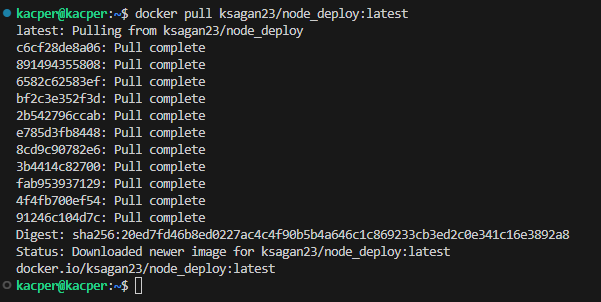 kacper@kacper:~$ docker pull ksagan23/node_deploy:latest
latest: Pulling from ksagan23/node_deploy
c6cf28de8a06: Pull complete
891494355808: Pull complete
6582c62583ef: Pull complete
bf2c3e352f3d: Pull complete
2b542796ccab: Pull complete
e785d3fb8448: Pull complete
8cd9c90782e6: Pull complete
3b4414c82700: Pull complete
fab953937129: Pull complete
4f4fb700ef54: Pull complete
91246c104d7c: Pull complete
Digest: sha256:20ed7fd46b8ed0227ac4c4f90b5b4a646c1c869233cb3ed2c0e341c16e3892a8
Status: Downloaded newer image for ksagan23/node_deploy:latest
docker.io/ksagan23/node_deploy:latest
kacper@kacper:~$